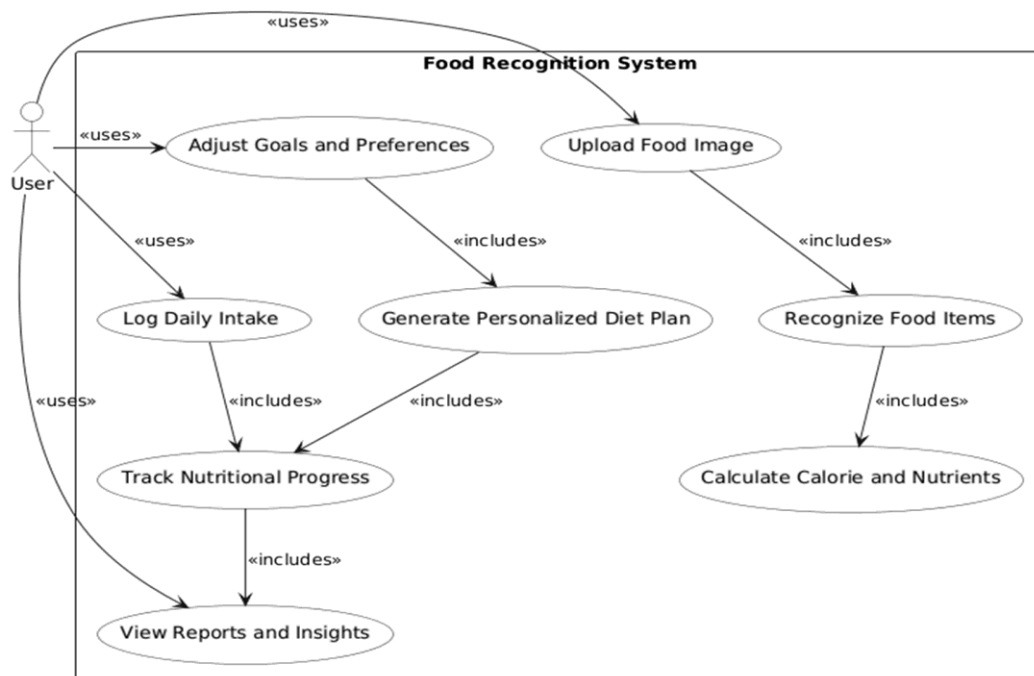 «uses»
Food Recognition System
«uses»
Adjust Goals and Preferences
Upload Food Image
User
«uses»
«includes»
«includes»
Log Daily Intake
Generate Personalized Diet Plan
Recognize Food Items
«uses»
«includes»
«includes»
«includes»
Track Nutritional Progress
Calculate Calorie and Nutrients
«includes»
View Reports and Insights